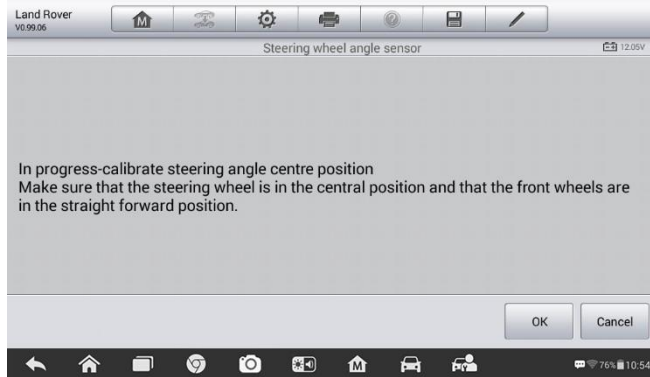 Land Rover
V0.99.06
Steering wheel angle sensor
12.05V
In progress-calibrate steering angle centre position
Make sure that the steering wheel is in the central position and that the front wheels are
in the straight forward position.
OK
Cancel
76%
10:54